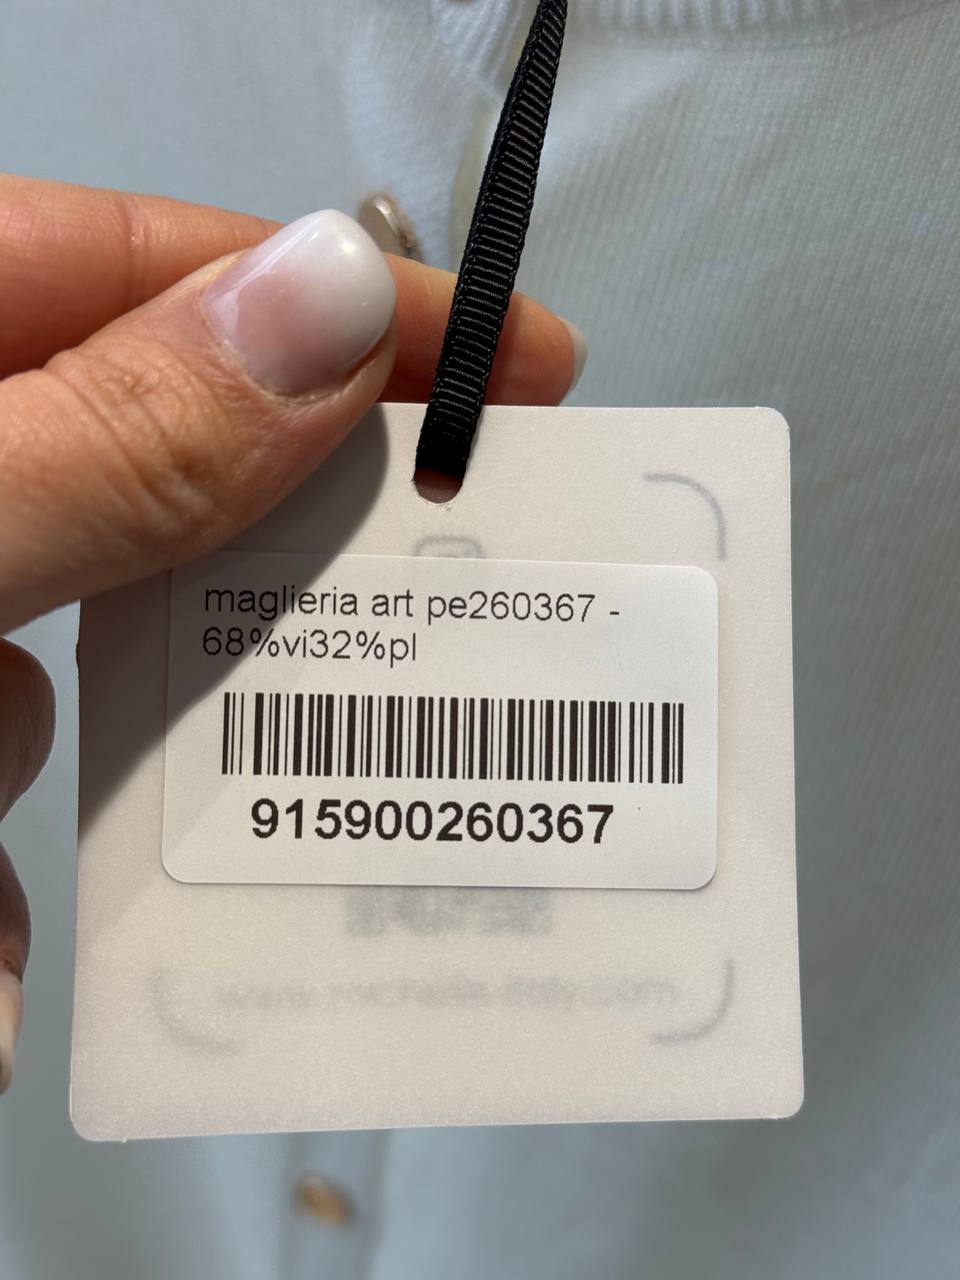 maglieria art pe260367 -
68%vi32%pl
915900260367